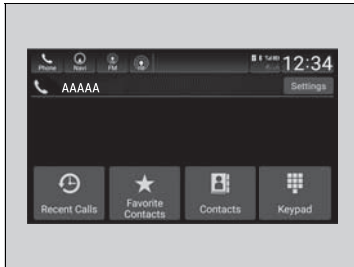 Phone Navi FM
12:34
AAAAA
Settings
Recent Calls
Favorite
Contacts
Contacts
Keypad